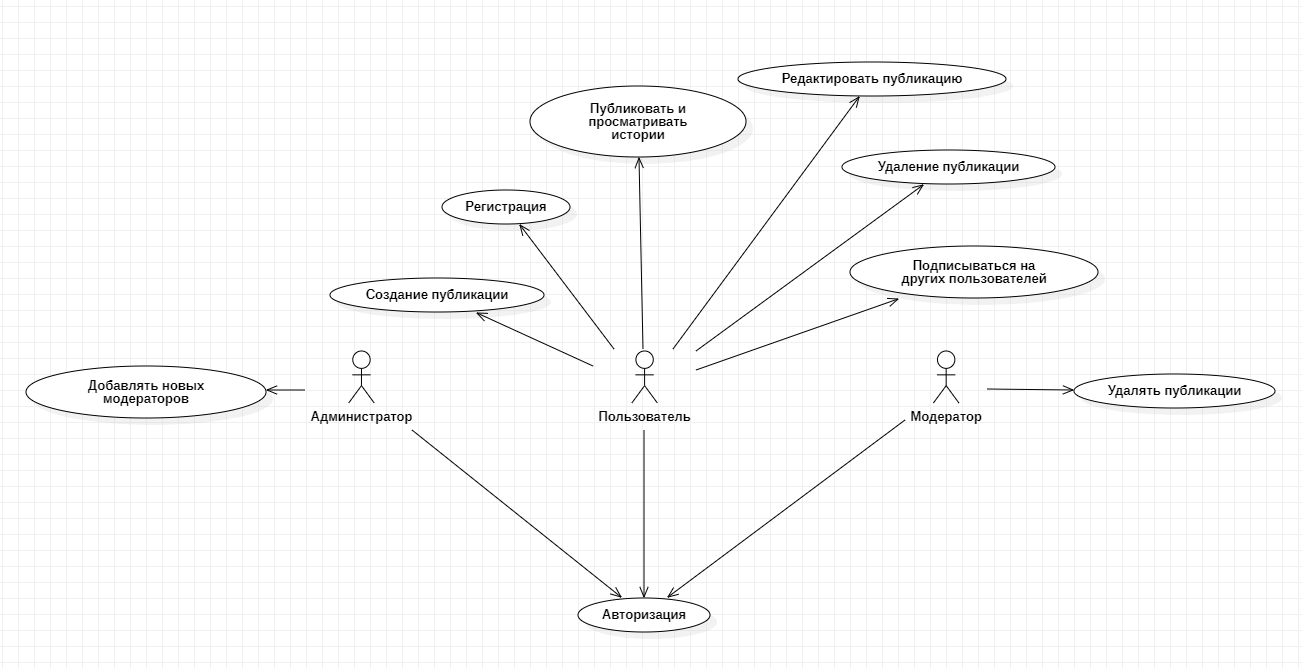 Редактировать публикацию
Публиковать и
просматривать
истории
Удаление публикации
Регистрация
Подписываться на
других пользователей
Создание публикации
Добавлять новых
модераторов
Удалять публикации
Администратор
Пользователь
Модератор
Авторизация